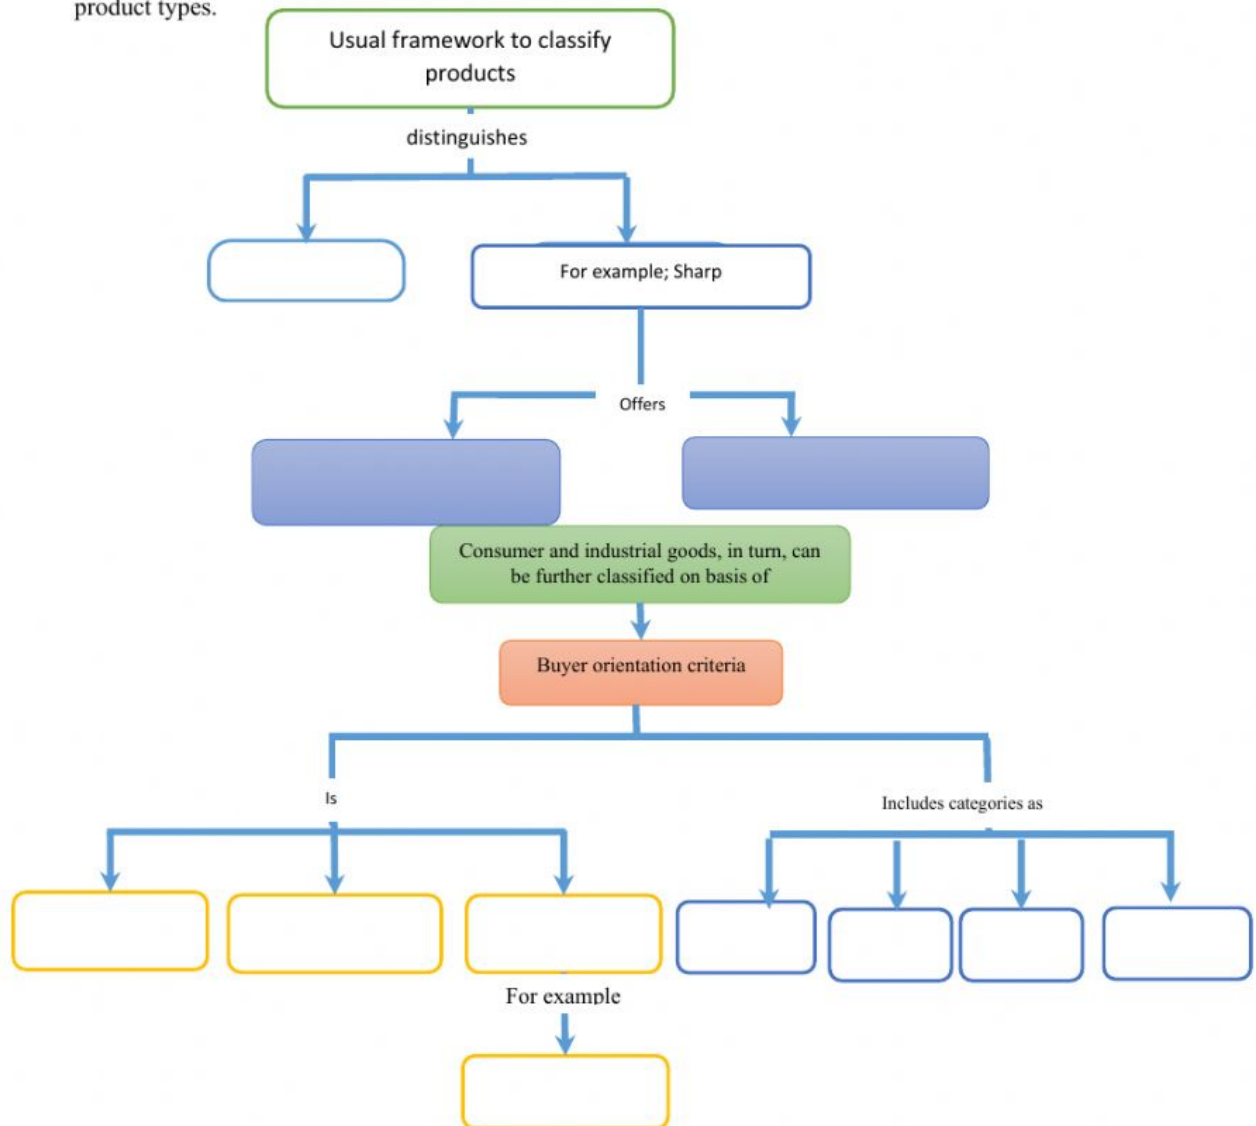 product types.
Usual framework to classify
products
distinguishes
For example; Sharp
Offers
Consumer and industrial goods, in turn, can
be further classified on basis of
Buyer orientation criteria
Is
Includes categories as
For example